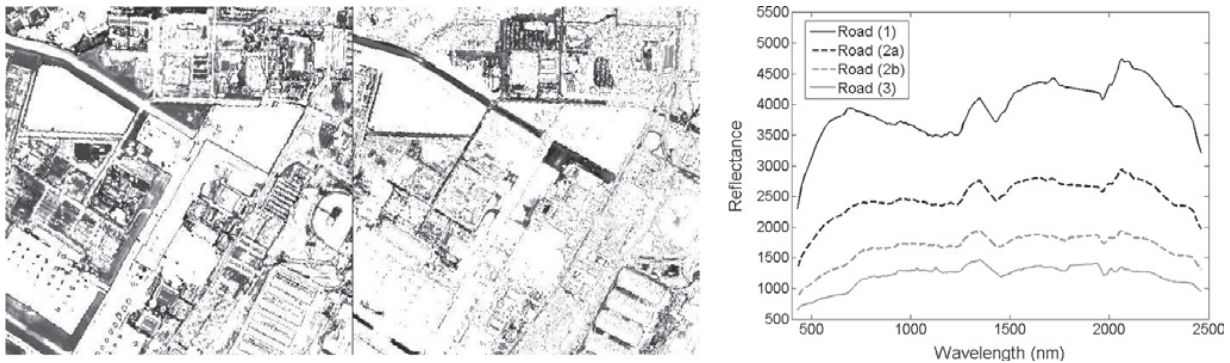 5500
5000
4500
4000
3500
3000
2500
2000
1500
1000
500
Reflectance
Road (1)
Road (2a)
Road (2b)
Road (3)
500 1000 1500 2000 2500
Wavelength (nm)